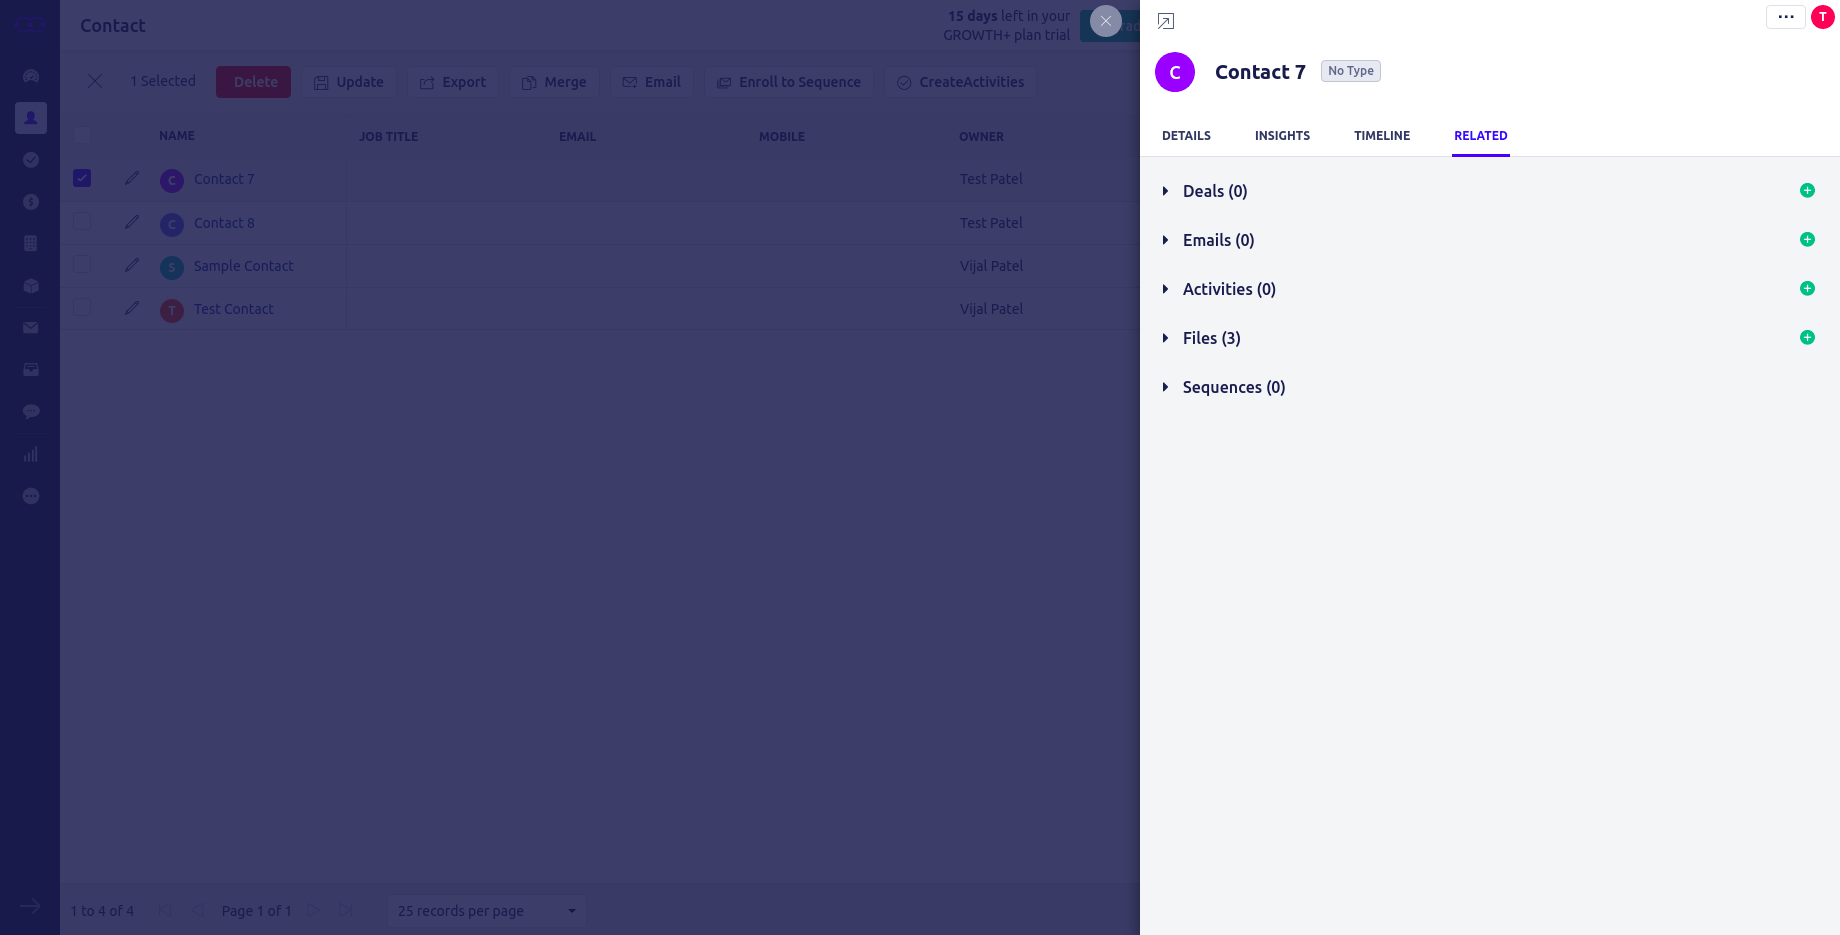 Contact
15 days left in your
GROWTH+ plan trial
1 Selected
Delete
Update
Export
Merge
Email
Enroll to Sequence
CreateActivities
NAME
JOB TITLE
EMAIL
MOBILE
OWNER
C
Contact 7
Test Patel
C
Contact 8
Test Patel
S
Sample Contact
Vijal Patel
T
Test Contact
Vijal Patel
1 to 4 of 4
Page 1 of 1
25 records per page
T
C
Contact 7
No Type
DETAILS
INSIGHTS
TIMELINE
RELATED
Deals (0)
Emails (0)
Activities (0)
Files (3)
Sequences (0)